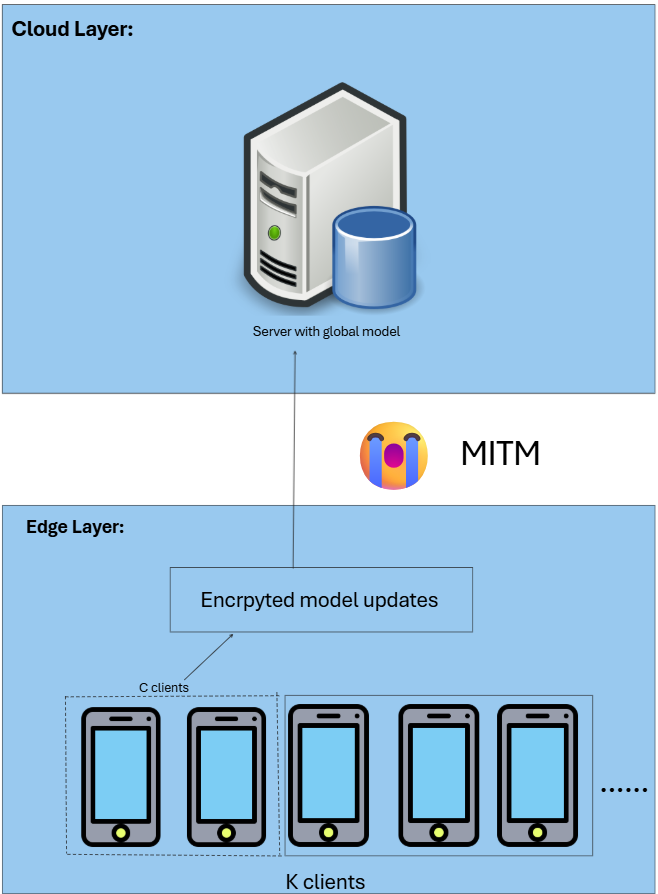 Cloud Layer:
Server with global model
MITM
Edge Layer:
Encrpyted model updates
C clients
......
K clients